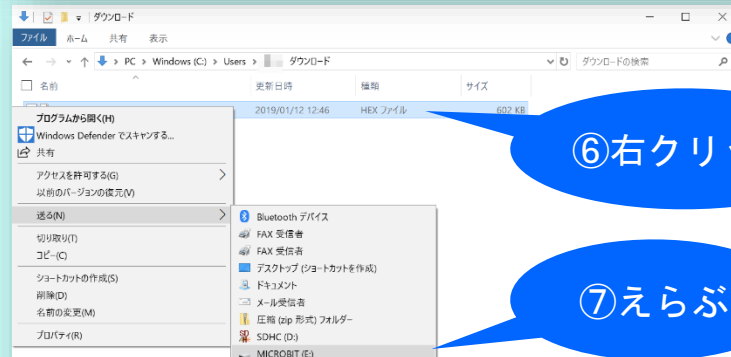 ダウンロード
ファイル ホーム 共有 表示
PC > Windows (C:) > Users > ダウンロード ダウンロードの検索
名前 更新日時 種類 サイズ
2019/01/12 12:46 HEX ファイル 602 KB
プログラムから開く(H)
Windows Defender でスキャンする...
共有
アクセスを許可する(G)
以前のバージョンの復元(V)
送る(N)
切り取り(T)
コピー(C)
ショートカットの作成(S)
削除(D)
名前の変更(M)
プロパティ(R)
Bluetooth デバイス
FAX 受信者
FAX 受信者
デスクトップ (ショートカットを作成)
ドキュメント
メール受信者
圧縮 (zip 形式) フォルダー
SDHC (D:)
MICROBIT (E:)
⑥右クリッ
⑦えらぶ